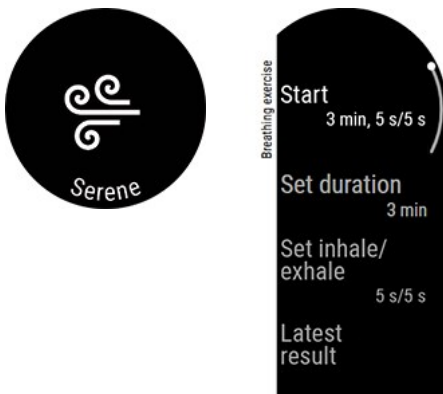 Serene
Breathing exercise
Start
3 min, 5 s/5 s
Set duration
3 min
Set inhale/
exhale
5 s/5 s
Latest
result